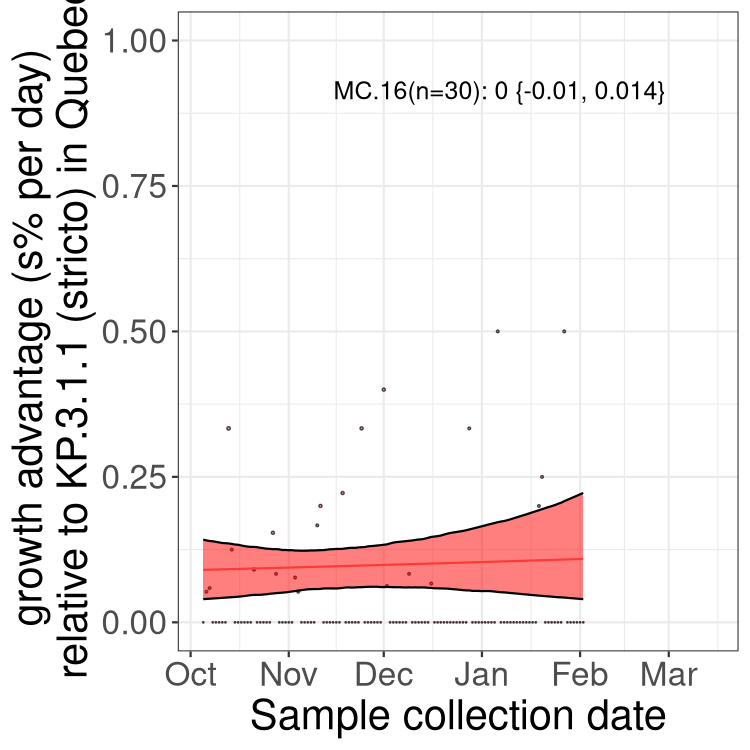 growth advantage (s% per day)
relative to KP.3.1.1 (stricto) in Quebec
1.00
0.75
0.50
0.25
0.00
MC.16(n=30): 0 {-0.01, 0.014}
Oct Nov Dec Jan Feb Mar
Sample collection date